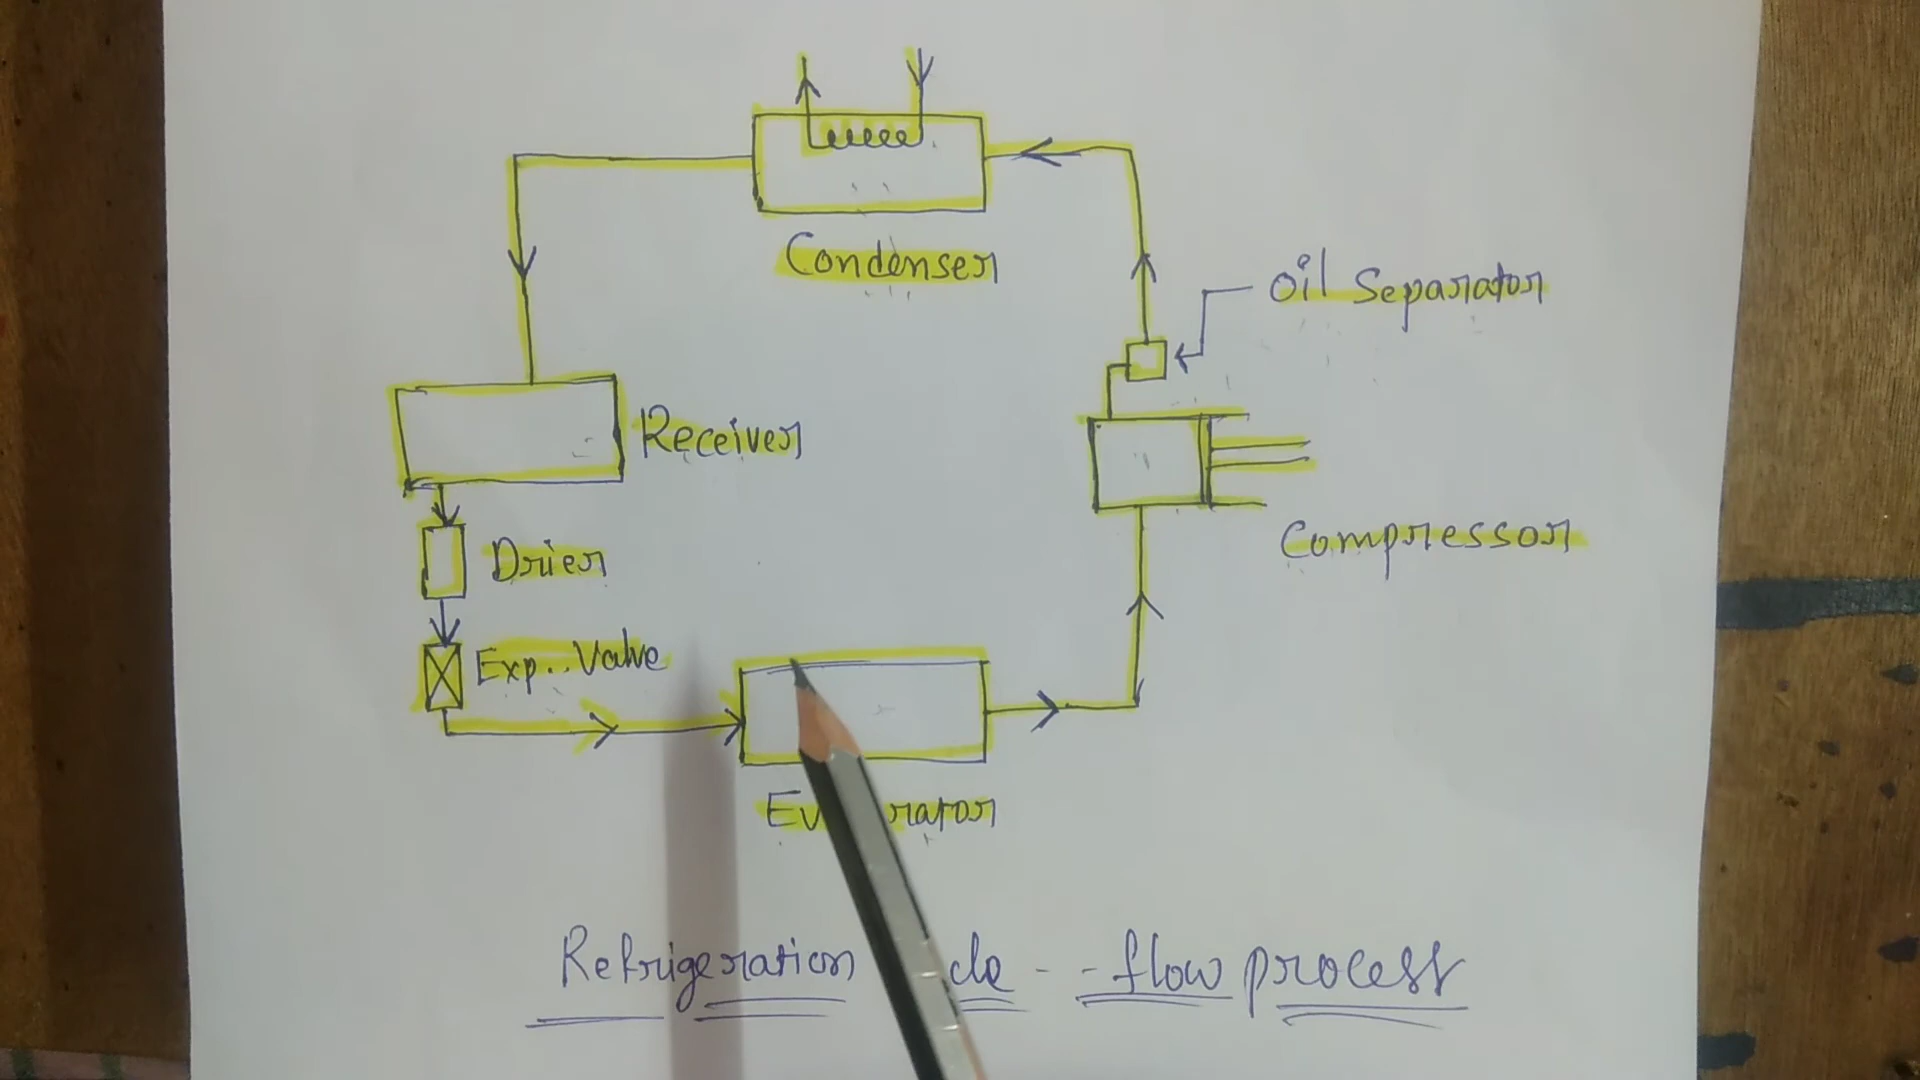 Condenser
Oil Separator
Receiver
Compressor
Drier
Exp.. Valve
Refrigeration - - flow process